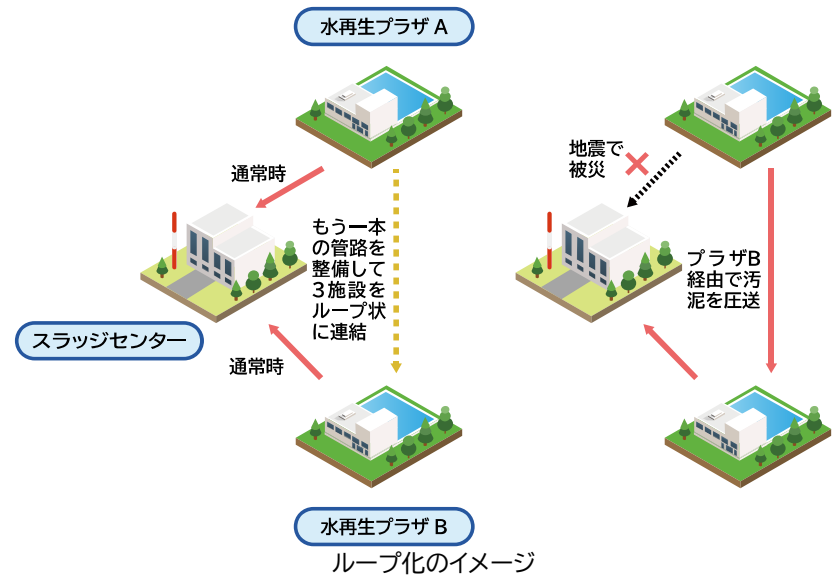 水再生プラザ A
通常時
もう一本
の管路を
整備して
3施設を
ループ状
に連結
スラッジセンター
通常時
水再生プラザ B
地震で
被災
プラザB
経由で汚
泥を圧送
ループ化のイメージ